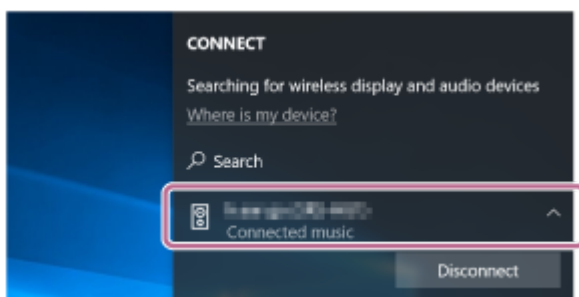 CONNECT
Searching for wireless display and audio devices
Where is my device?
Search
Connected music
Disconnect